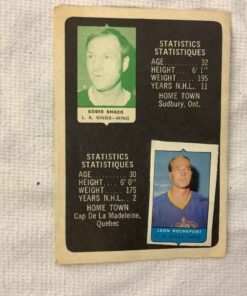 EDDIE SHACK
L. A. KINGS—WING
STATISTICS
STATISTIQUES
AGE ............... 32
HEIGHT .... 6' 1"
WEIGHT ....... 195
YEARS N.H.L. 11
HOME TOWN
Sudbury, Ont.
STATISTICS
STATISTIQUES
AGE ............... 30
HEIGHT.... 6'0"
WEIGHT ........ 175
YEARS N.H.L. .. 2
HOME TOWN
Cap De La Madeleine,
Quebec
LEON ROCHEFORT